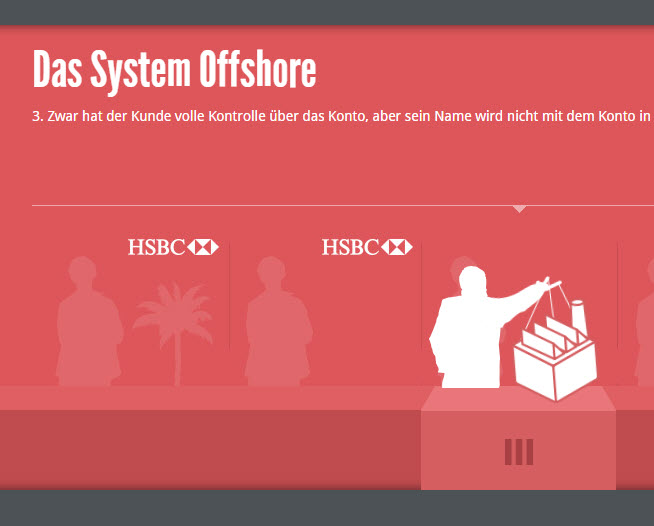 Das System Offshore
3. Zwar hat der Kunde volle Kontrolle über das Konto, aber sein Name wird nicht mit dem Konto in
HSBC HSBC
III